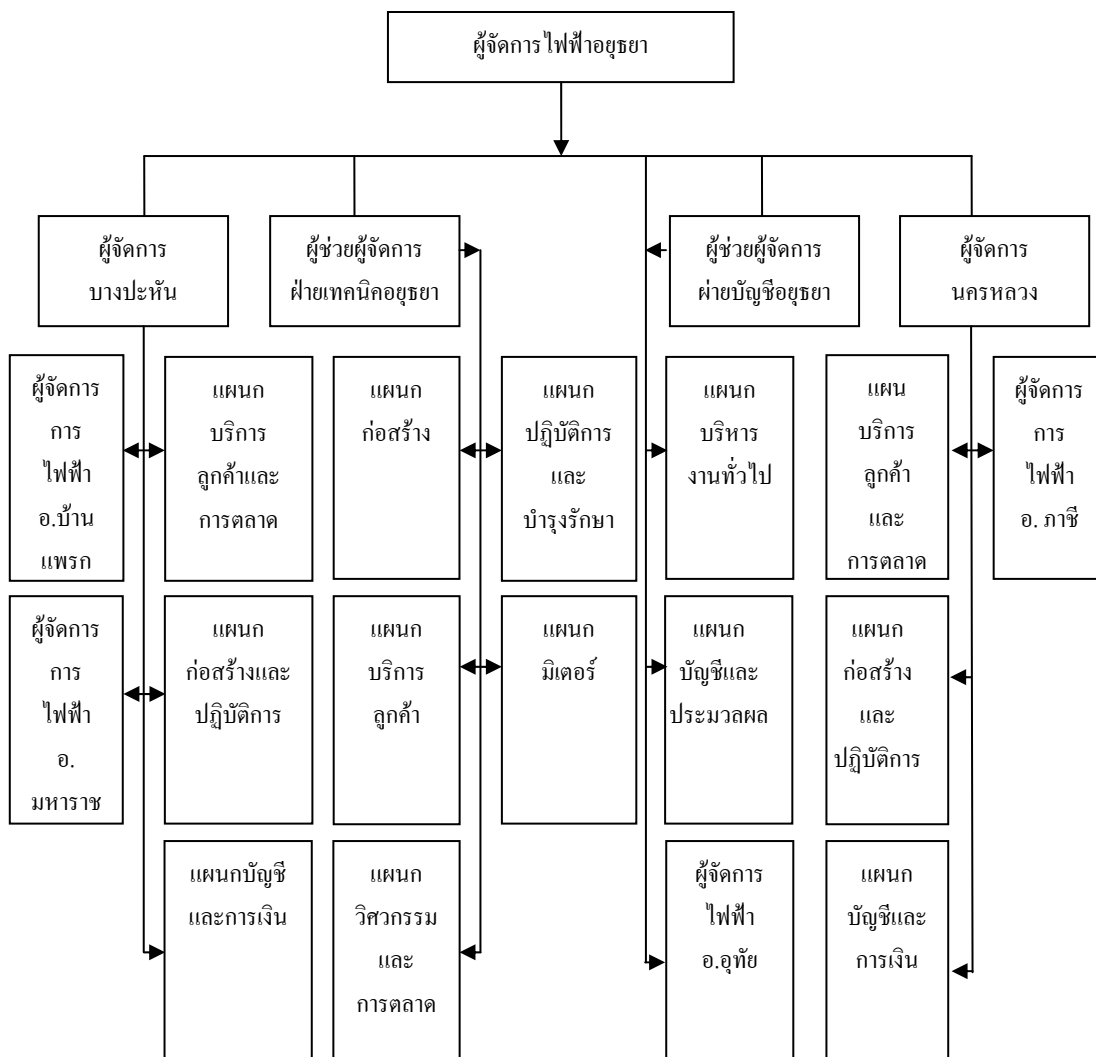 ผู้จัดการไฟฟ้าอยุธยา
ผู้จัดการ
บางปะหัน
ผู้ช่วยผู้จัดการ
ฝ่ายเทคนิคอยุธยา
ผู้ช่วยผู้จัดการ
ผ่ายบัญชีอยุธยา
ผู้จัดการ
นครหลวง
ผู้จัดการ
การ
ไฟฟ้า
อ.บ้าน
แพรก
แผนก
บริการ
ลูกค้าและ
การตลาด
แผนก
ก่อสร้าง
แผนก
ปฏิบัติการ
และ
บำรุงรักษา
แผนก
บริหาร
งานทั่วไป
แผน
บริการ
ลูกค้า
และ
การตลาด
ผู้จัดการ
การ
ไฟฟ้า
อ. ภาชี
ผู้จัดการ
การ
ไฟฟ้า
อ.
มหาราช
แผนก
ก่อสร้างและ
ปฏิบัติการ
แผนก
บริการ
ลูกค้า
แผนก
มิเตอร์
แผนก
บัญชีและ
ประมวลผล
แผนก
ก่อสร้าง
และ
ปฏิบัติการ
แผนกบัญชี
และการเงิน
แผนก
วิศวกรรม
และ
การตลาด
ผู้จัดการ
ไฟฟ้า
อ.อุทัย
แผนก
บัญชีและ
การเงิน